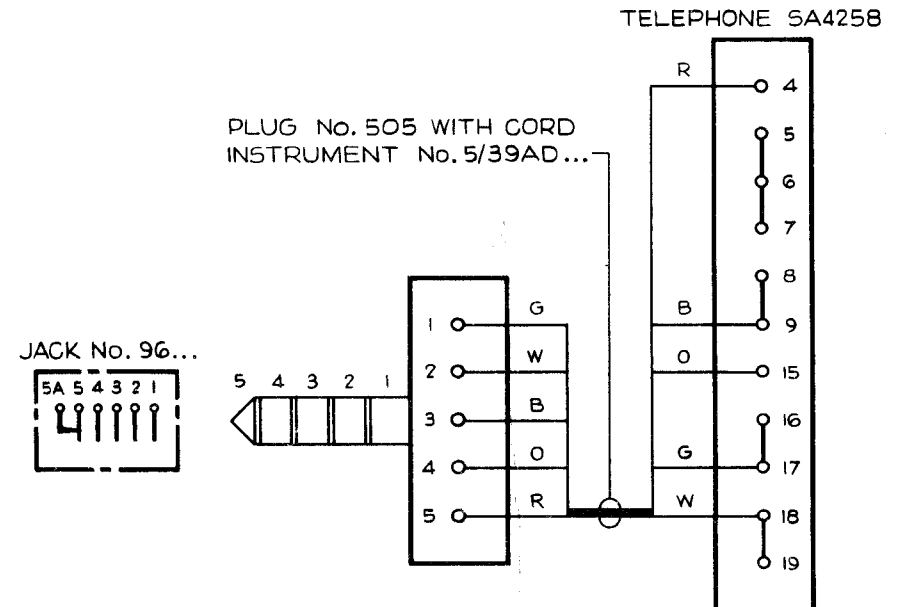 TELEPHONE SA4258
PLUG No. 505 WITH CORD
INSTRUMENT No. 5/39AD...
JACK No. 96...
5A 5 4 3 2 1
5 4 3 2 1
1 G
2 W
3 B
4 O
5 R
R 4
5
6
7
8
B 9
O 15
16
G 17
W 18
19